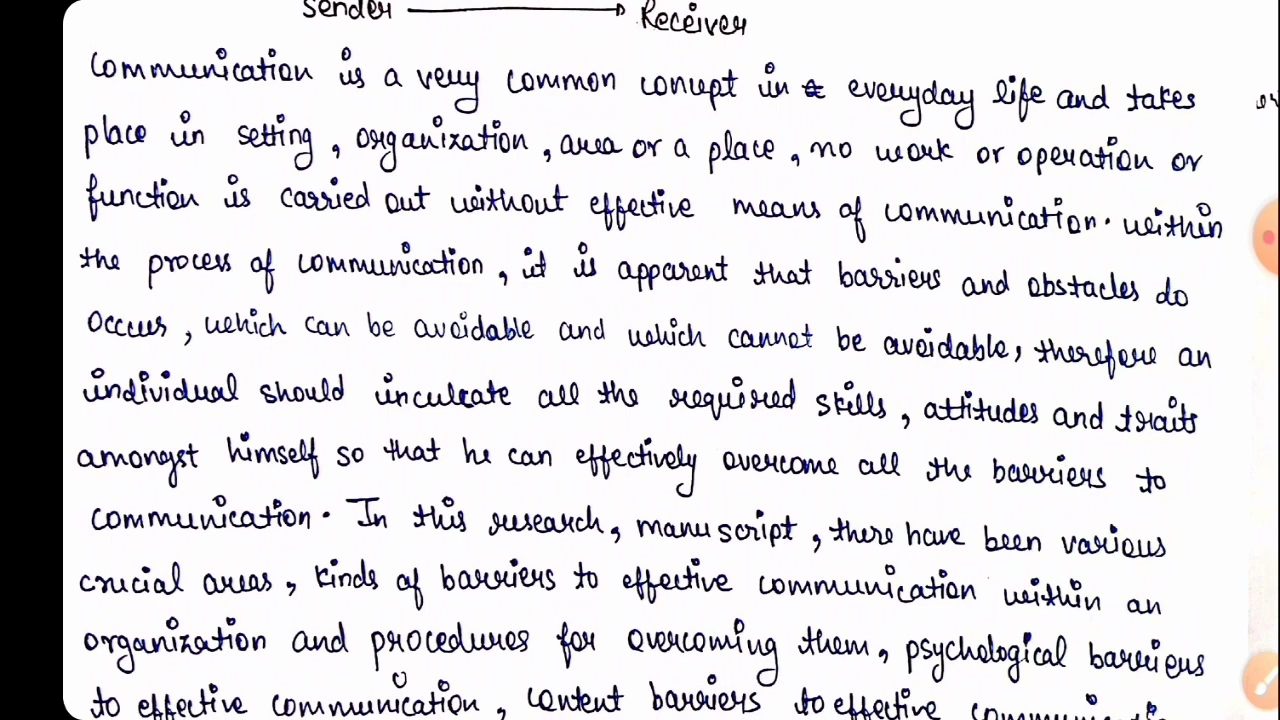 Sender → Receiver
Communication is a very common concept in everyday life and takes
place in setting, organization, area or a place, no work or operation or
function is carried out without effective means of communication. within
the process of communication, it is apparent that barriers and obstacles do
occurs, which can be avoidable and which cannot be avoidable, therefore an
individual should inculcate all the required skills, attitudes and traits
amongst himself so that he can effectively overcome all the barriers to
communication. In this research, manuscript, there have been various
crucial areas, kinds of barriers to effective communication within an
organization and procedures for overcoming them, psychological barriers
to effective communication, content barriers to effective communication